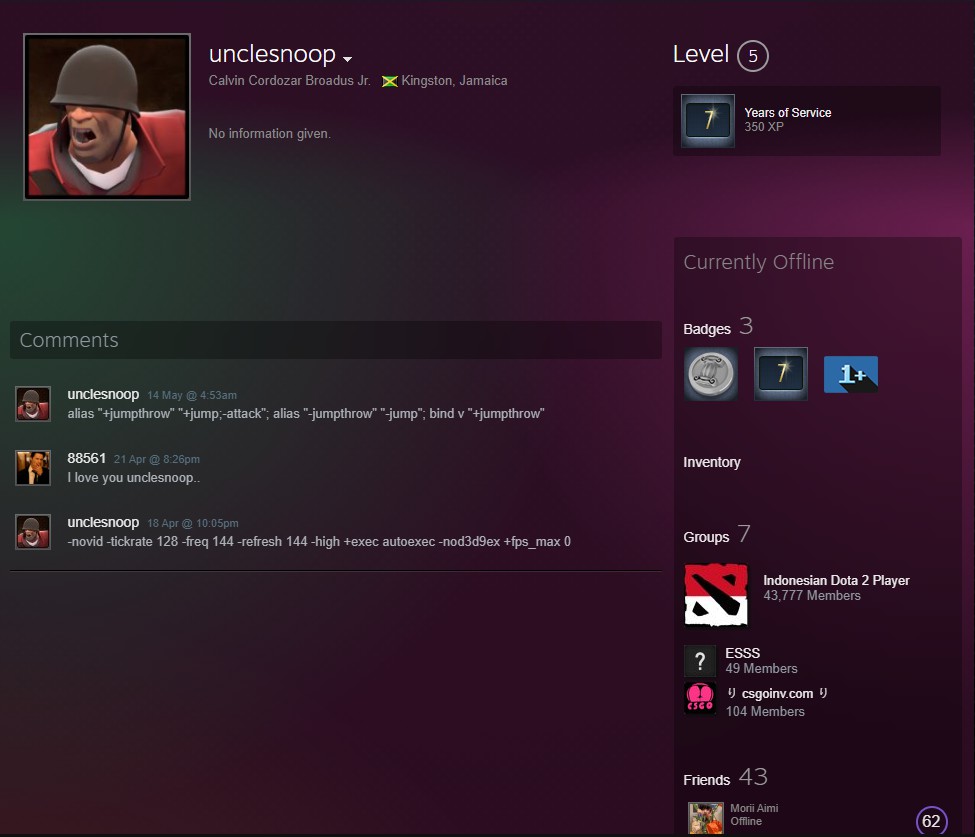 unclesnoop
Calvin Cordozar Broadus Jr. Kingston, Jamaica
No information given.
Level 5
7
Years of Service
350 XP
Currently Offline
Comments
unclesnoop 14 May @ 4:53am
alias "+jumpthrow" "+jump;-attack"; alias "-jumpthrow" "-jump"; bind v "+jumpthrow"
88561 21 Apr @ 8:26pm
I love you unclesnoop..
unclesnoop 18 Apr @ 10:05pm
-novid -tickrate 128 -freq 144 -refresh 144 -high +exec autoexec -nod3d9ex +fps_max 0
Badges 3
7
1+
Inventory
Groups 7
Indonesian Dota 2 Player
43,777 Members
?
ESSS
49 Members
CSGO
り csgoinv.com り
104 Members
Friends 43
Morii Aimi
Offline
62